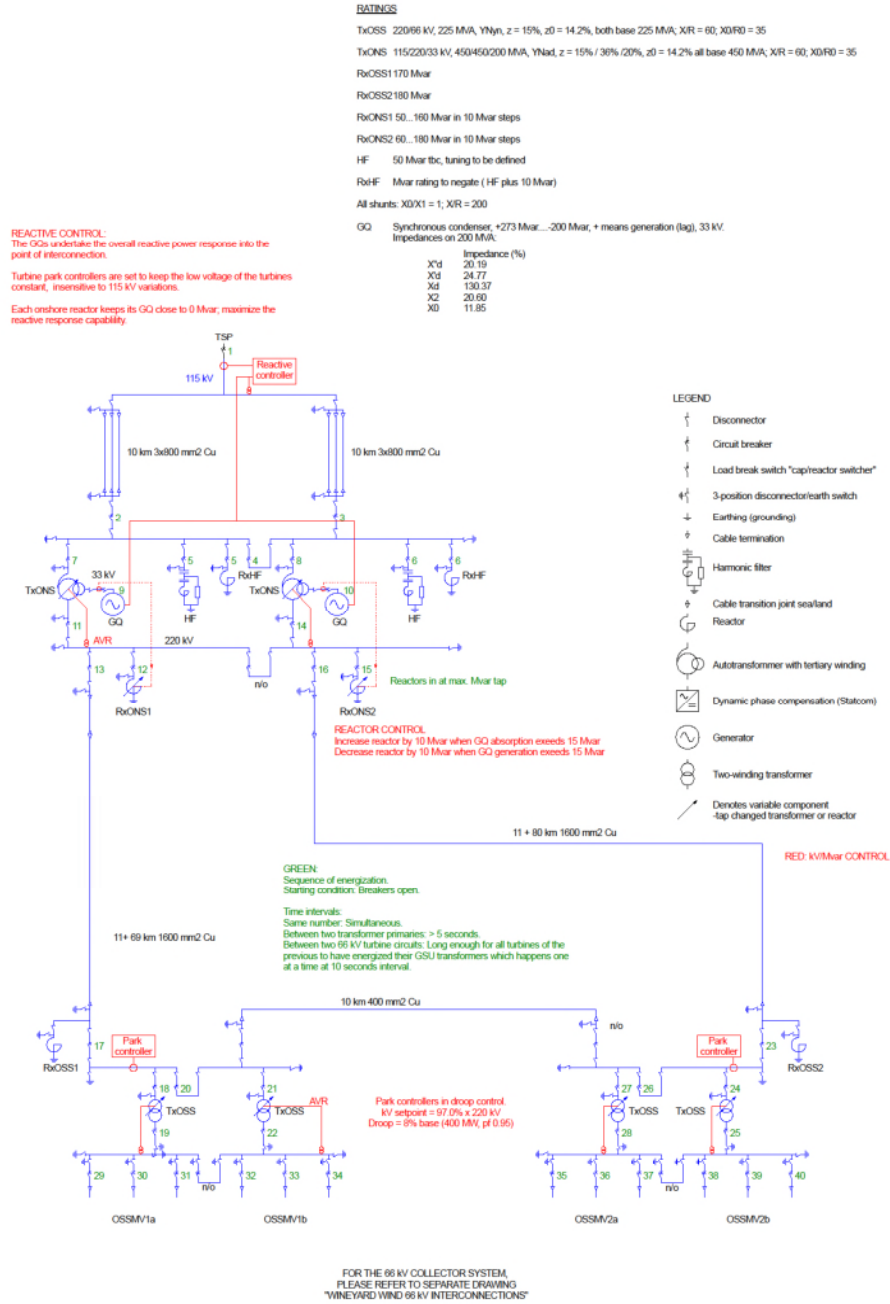 RATINGS
TxOSS 220/66 kV, 225 MVA, YNyn, z = 15%, z0 = 14.2%, both base 225 MVA; X/R = 60; X0/R0 = 35
TxONS 115/220/33 kV, 450/450/200 MVA, YNad, z = 15% / 36% /20%, z0 = 14.2% all base 450 MVA; X/R = 60; X0/R0 = 35
RxOSS1 170 Mvar
RxOSS2 180 Mvar
RxONS1 50...160 Mvar in 10 Mvar steps
RxONS2 60...180 Mvar in 10 Mvar steps
HF 50 Mvar tbc, tuning to be defined
RxHF Mvar rating to negate ( HF plus 10 Mvar)
All shunts: X0/X1 = 1; X/R = 200
GQ Synchronous condenser, +273 Mvar....-200 Mvar, + means generation (lag), 33 kV.
Impedances on 200 MVA:
Impedance (%)
X"d 20.19
X'd 24.77
Xd 130.37
X2 20.60
X0 11.85
REACTIVE CONTROL:
The GQs undertake the overall reactive power response into the
point of interconnection.
Turbine park controllers are set to keep the low voltage of the turbines
constant, insensitive to 115 kV variations.
Each onshore reactor keeps its GQ close to 0 Mvar; maximize the
reactive response capability.
TSP
1
Reactive
controller
115 kV
10 km 3x800 mm2 Cu
10 km 3x800 mm2 Cu
2
3
7
5
5
4
8
6
6
33 kV
RxHF
RxHF
TxONS
9
TxONS
10
GQ
HF
GQ
HF
11
14
AVR
220 kV
13
12
16
15
n/o
Reactors in at max. Mvar tap
RxONS1
RxONS2
REACTOR CONTROL
Increase reactor by 10 Mvar when GQ absorption exeeds 15 Mvar
Decrease reactor by 10 Mvar when GQ generation exceeds 15 Mvar
LEGEND
Disconnector
Circuit breaker
Load break switch "cap/reactor switcher"
3-position disconnector/earth switch
Earthing (grounding)
Cable termination
Harmonic filter
Cable transition joint sea/land
Reactor
Autotransformmer with tertiary winding
Dynamic phase compensation (Statcom)
Generator
Two-winding transformer
Denotes variable component
-tap changed transformer or reactor
11 + 80 km 1600 mm2 Cu
RED: kV/Mvar CONTROL
GREEN:
Sequence of energization.
Starting condition: Breakers open.
Time intervals:
Same number: Simultaneous.
Between two transformer primaries: > 5 seconds.
Between two 66 kV turbine circuits: Long enough for all turbines of the
previous to have energized their GSU transformers which happens one
at a time at 10 seconds interval.
11+ 69 km 1600 mm2 Cu
10 km 400 mm2 Cu
n/o
RxOSS1
17
Park
controller
Park
controller
23
RxOSS2
18
20
21
27
26
24
TxOSS
TxOSS
AVR
TxOSS
TxOSS
19
22
28
25
Park controllers in droop control.
kV setpoint = 97.0% x 220 kV
Droop = 8% base (400 MW, pf 0.95)
29
30
31
n/o
32
33
34
35
36
37
n/o
38
39
40
OSSMV1a
OSSMV1b
OSSMV2a
OSSMV2b
FOR THE 66 kV COLLECTOR SYSTEM,
PLEASE REFER TO SEPARATE DRAWING
"WINEYARD WIND 66 kV INTERCONNECTIONS"